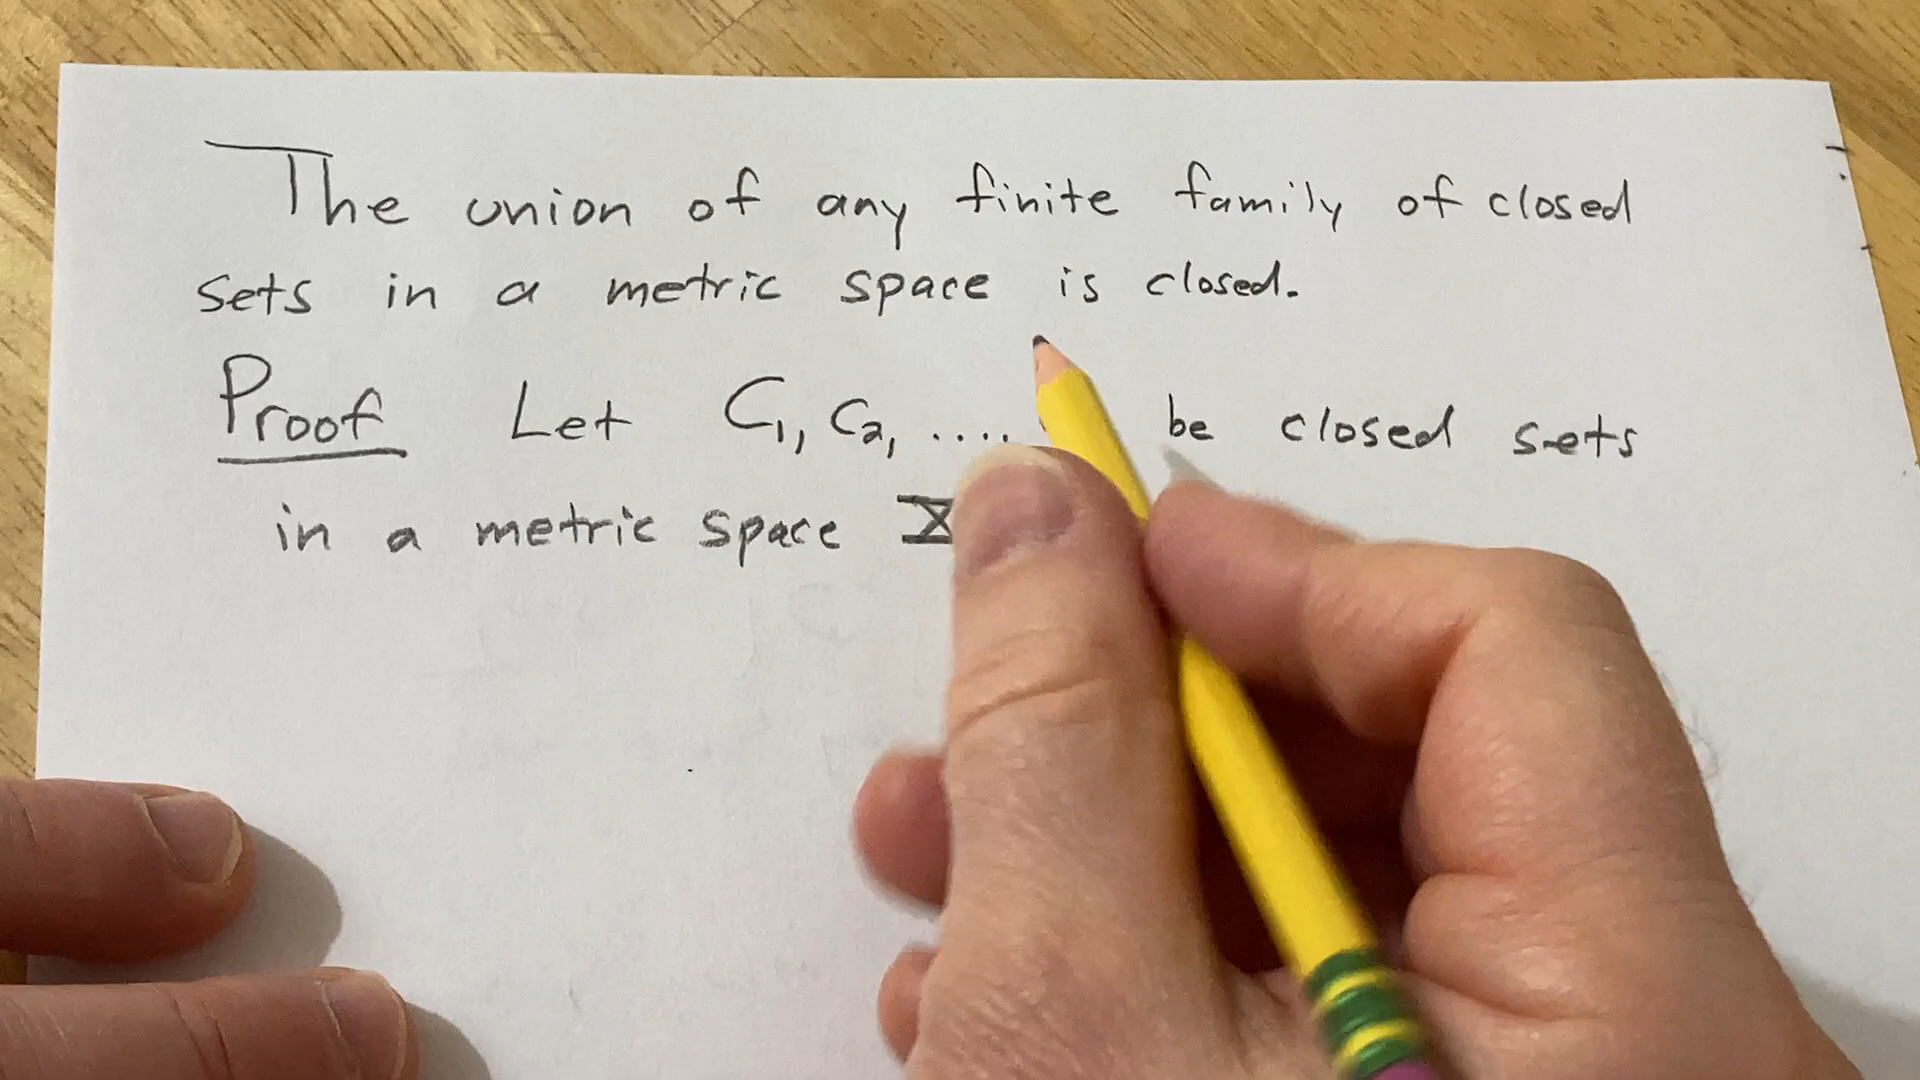 The union of any finite family of closed
sets in a metric space is closed.
Proof Let C₁, C₂, .... be closed sets
in a metric space X